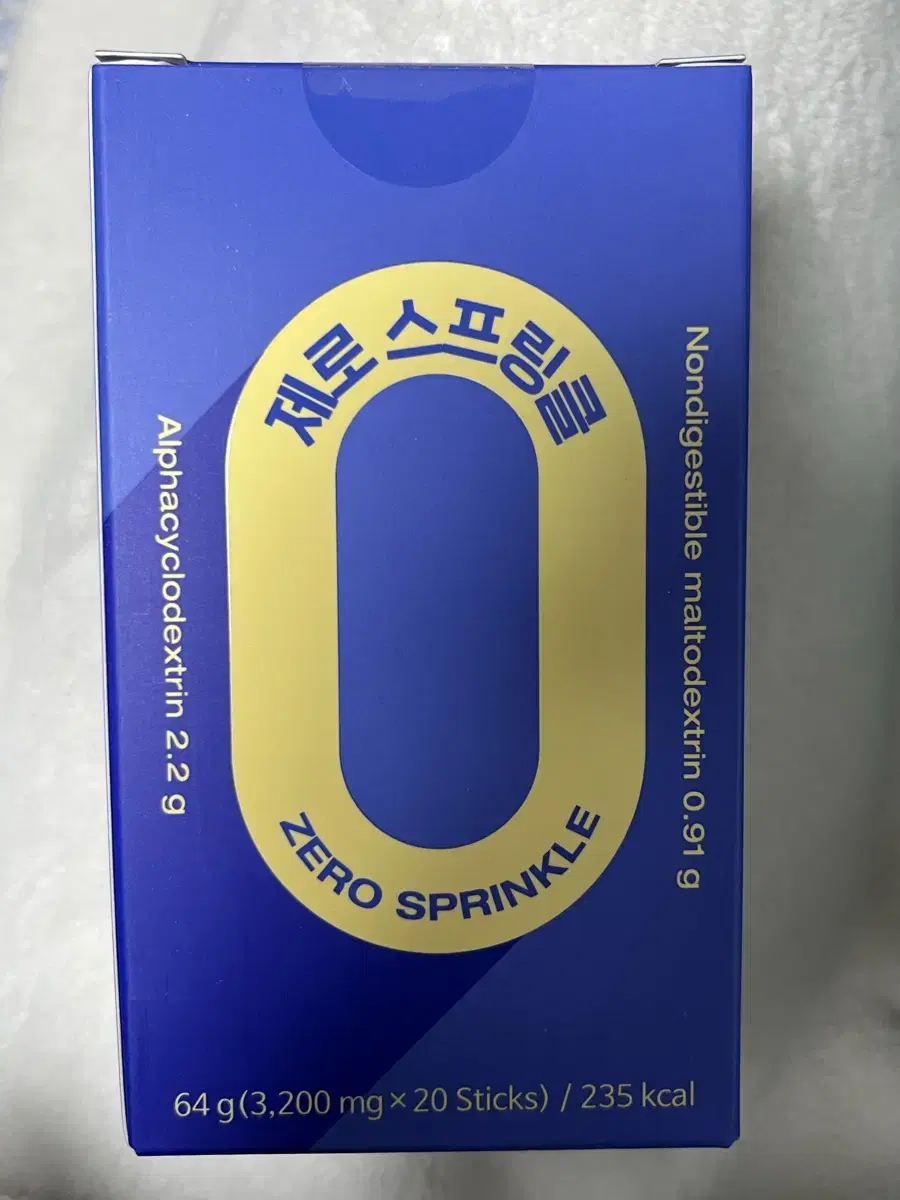 제로 스프링클
Nondigestible maltodextrin 0.91 g
Alphacyclodextrin 2.2 g
ZERO SPRINKLE
64 g(3,200 mg×20 Sticks) / 235 kcal